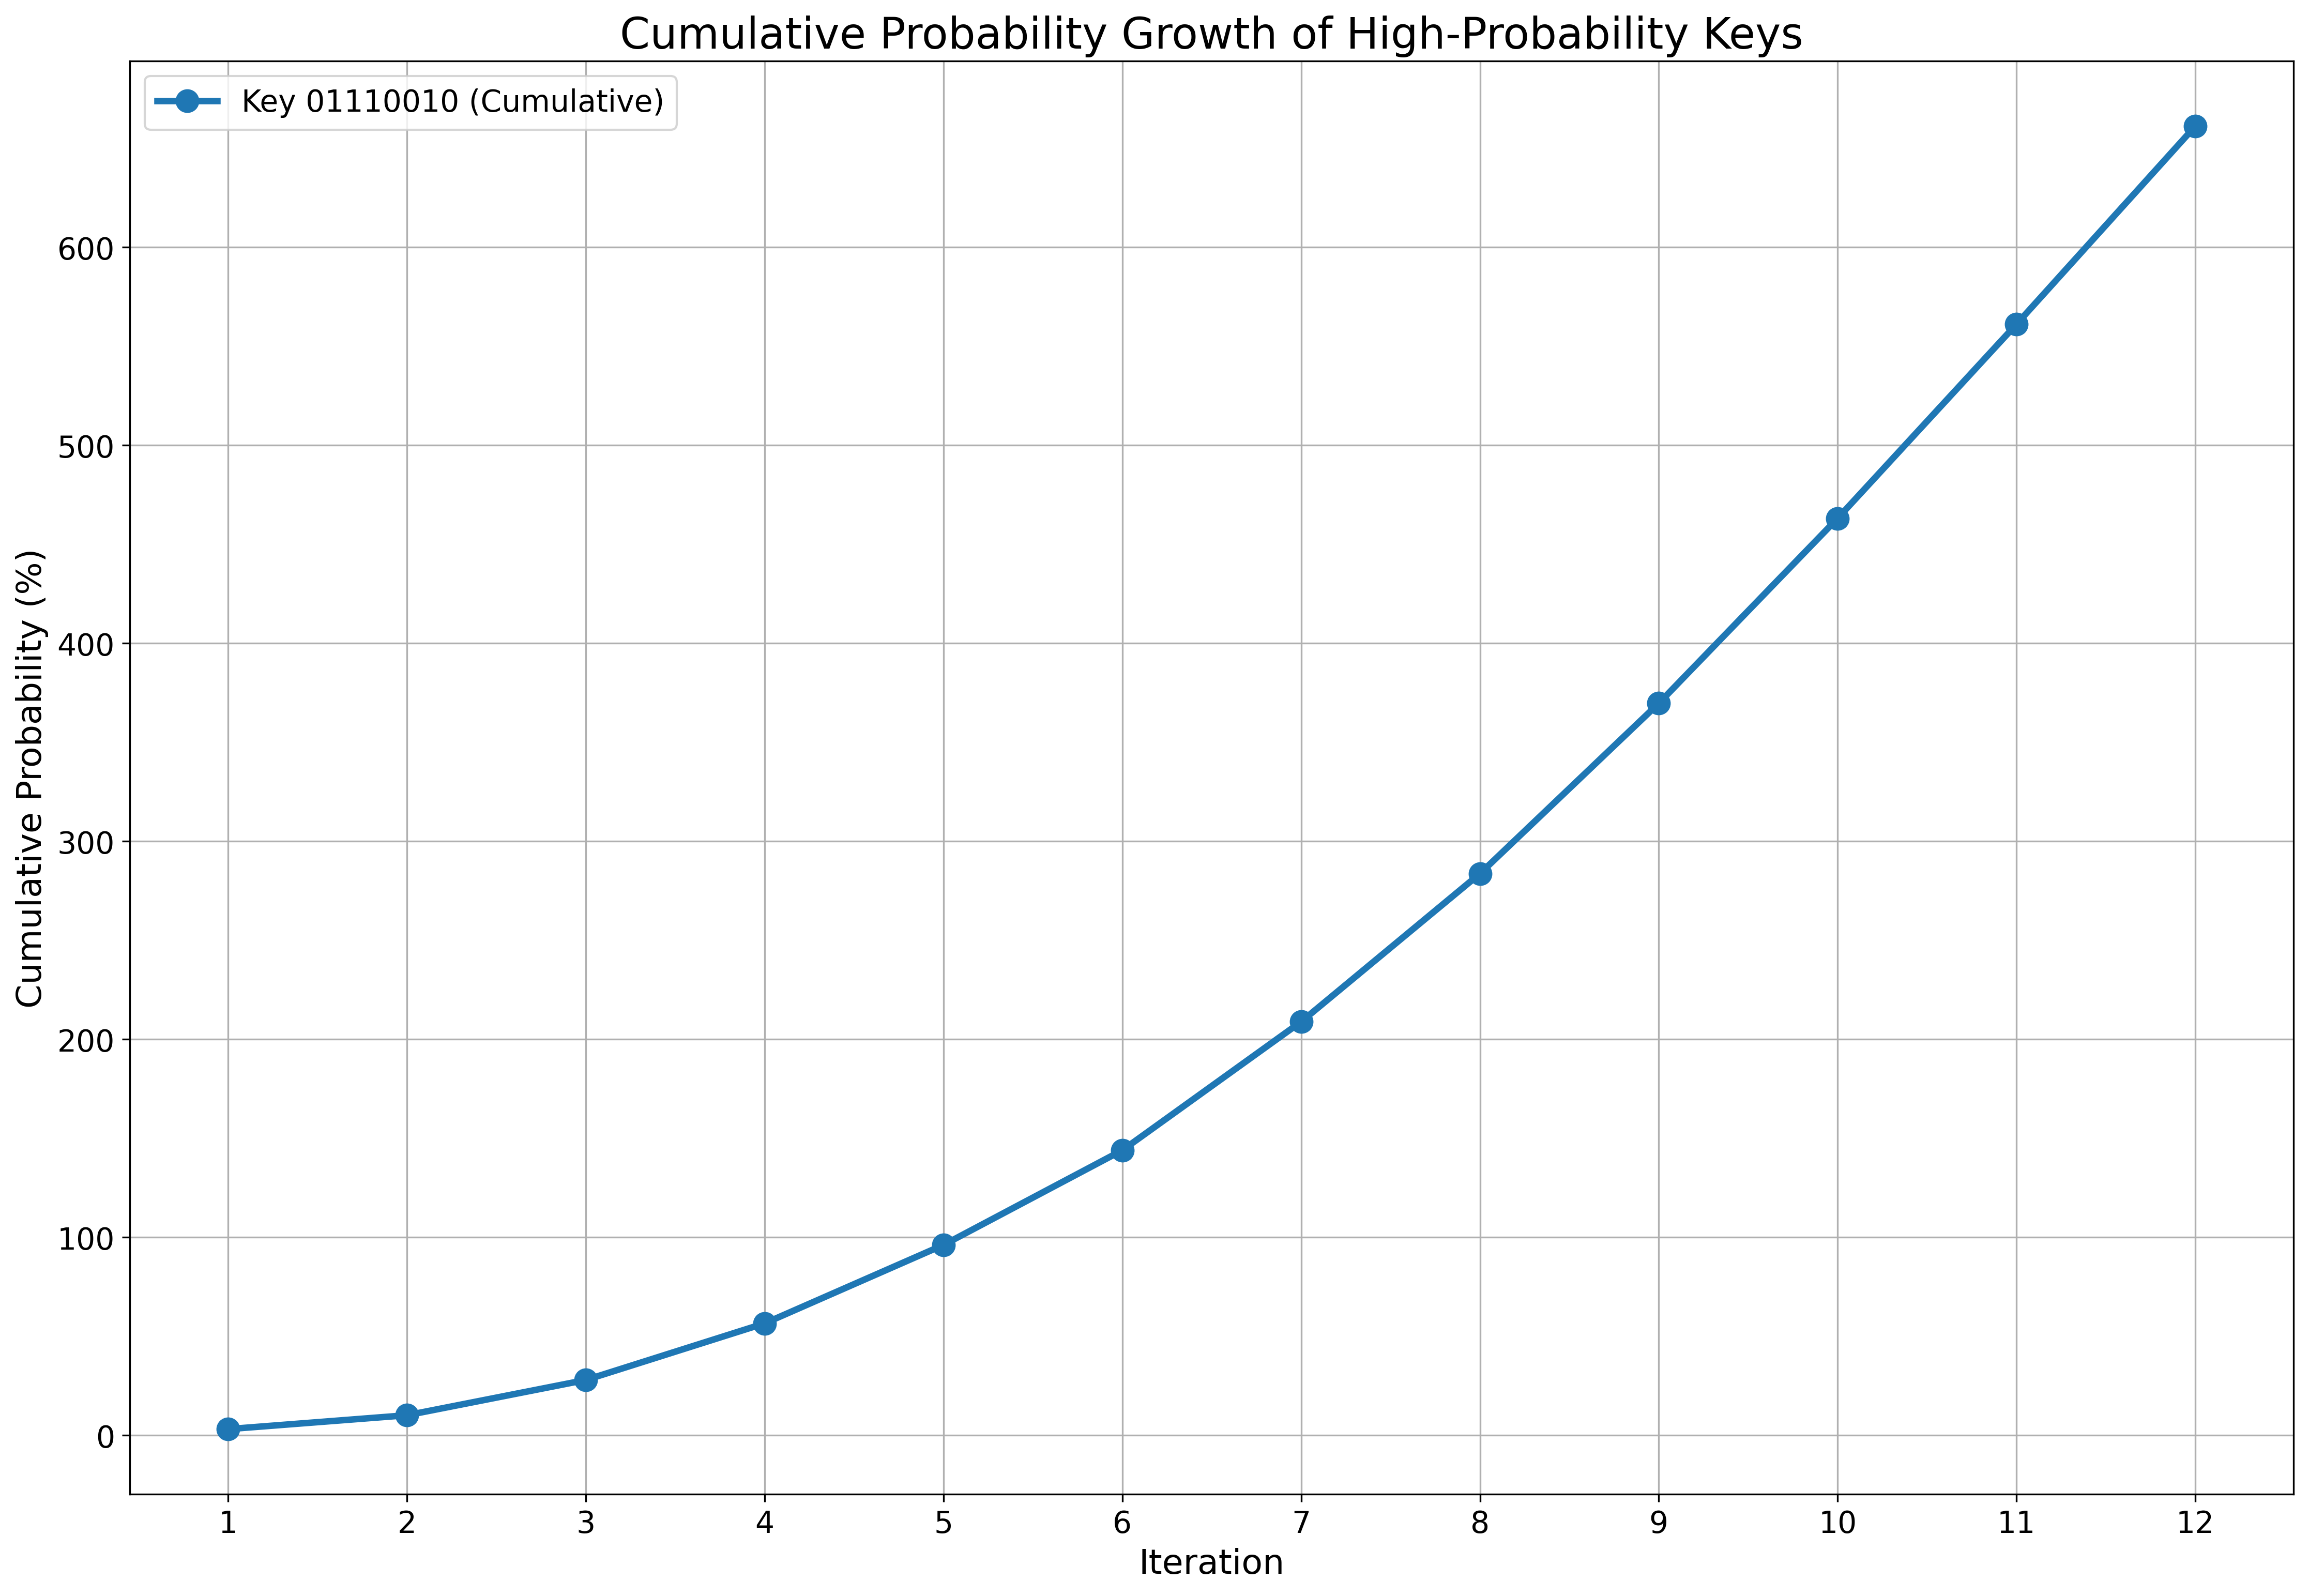 Cumulative Probability Growth of High-Probability Keys
Key 01110010 (Cumulative)
Cumulative Probability (%)
600
500
400
300
200
100
0
1 2 3 4 5 6 7 8 9 10 11 12
Iteration